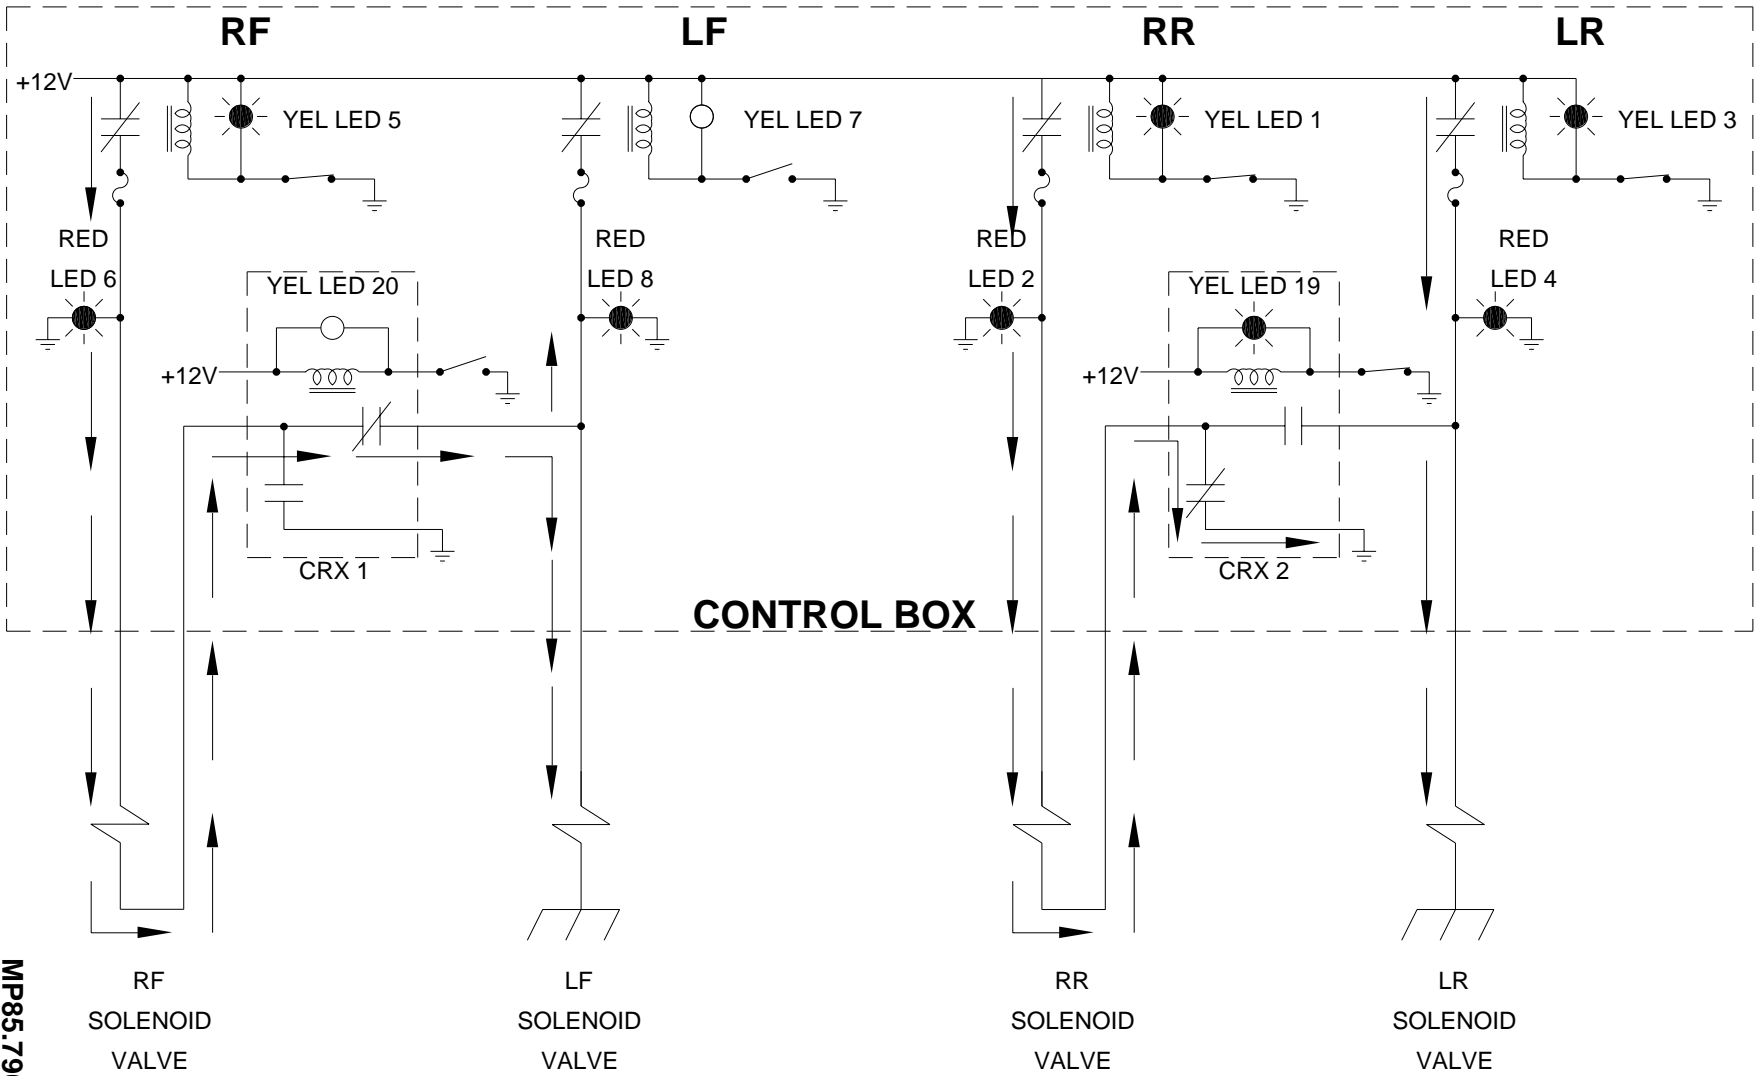 RF LF RR LR
+12V
YEL LED 5 YEL LED 7 YEL LED 1 YEL LED 3
RED RED RED RED
LED 6 LED 8 LED 2 LED 4
YEL LED 20 YEL LED 19
+12V +12V
CRX 1 CRX 2
CONTROL BOX
RF LF RR LR
SOLENOID SOLENOID SOLENOID SOLENOID
VALVE VALVE VALVE VALVE